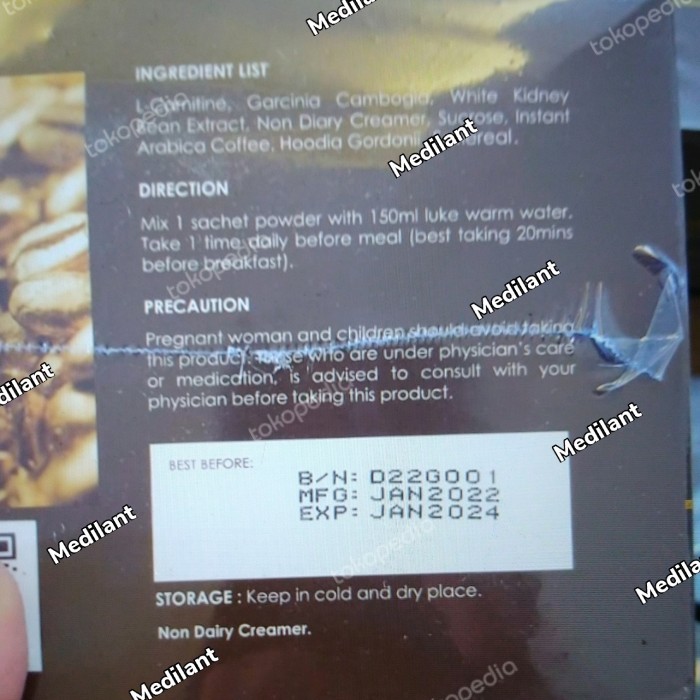 INGREDIENT LIST
L-Carnitine, Garcinia Cambogia, White Kidney
Bean Extract, Non Diary Creamer, Sucrose, Instant
Arabica Coffee, Hoodia Gordonii,
DIRECTION
Mix 1 sachet powder with 150ml luke warm water.
Take 1 time daily before meal (best taking 20mins
before breakfast).
PRECAUTION
Pregnant woman and children should avoid taking
this product. Those who are under physician's care
or medication, is advised to consult with your
physician before taking this product.
BEST BEFORE:
B/N: D22G001
MFG: JAN2022
EXP: JAN2024
STORAGE : Keep in cold and dry place.
Non Dairy Creamer.
Medilant
Medilant
Medilant
Medilant
Medilant
Medilant
tokopedia
tokopedia
tokopedia
tokopedia
tokopedia